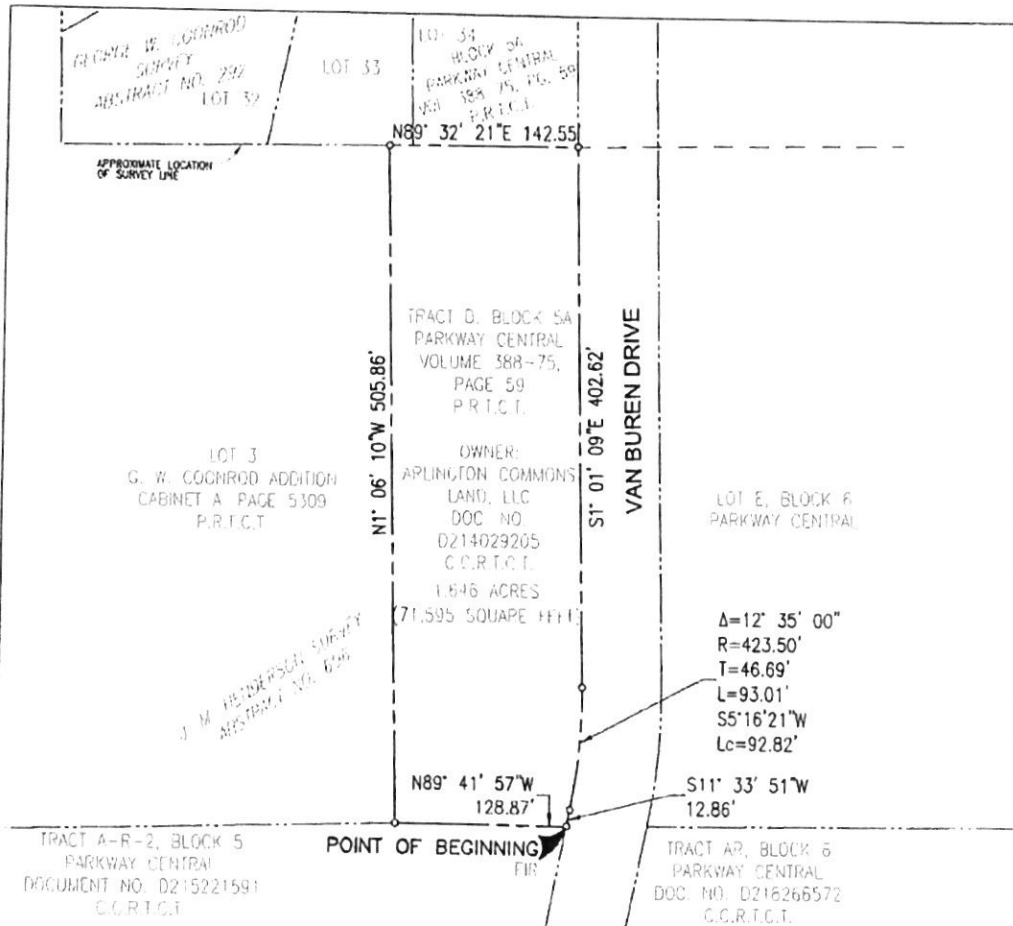 GEORGE W. COONROD
SURVEY
ABSTRACT NO. 292
LOT 32
LOT 33
LOT 34
BLOCK 5A
PARKWAY CENTRAL
VOL. 388-75, PG. 59
P.R.T.C.T.
N89° 32' 21"E 142.55
APPROXIMATE LOCATION
OF SURVEY LINE
N1° 06' 10"W 505.86'
TRACT D, BLOCK 5A
PARKWAY CENTRAL
VOLUME 388-75,
PAGE 59
P.R.T.C.T.
OWNER:
ARLINGTON COMMONS
LAND, LLC
DOC NO
D214029205
C.C.R.T.C.T.
1.646 ACRES
(71,595 SQUARE FEET)
S1° 01' 09"E 402.62'
VAN BUREN DRIVE
LOT 3
G. W. COONROD ADDITION
CABINET A PAGE 5309
P.R.T.C.T
LOT E, BLOCK 6
PARKWAY CENTRAL
J. M. HENDERSON SURVEY
ABSTRACT NO. 696
Δ=12° 35' 00"
R=423.50'
T=46.69'
L=93.01'
S5°16'21"W
Lc=92.82'
N89° 41' 57"W
128.87'
S11° 33' 51"W
12.86'
POINT OF BEGINNING
FIR
TRACT A-R-2, BLOCK 5
PARKWAY CENTRAL
DOCUMENT NO. D215221591
C.C.R.T.C.T
TRACT AR, BLOCK 6
PARKWAY CENTRAL
DOC. NO. D216266572
C.C.R.T.C.T.